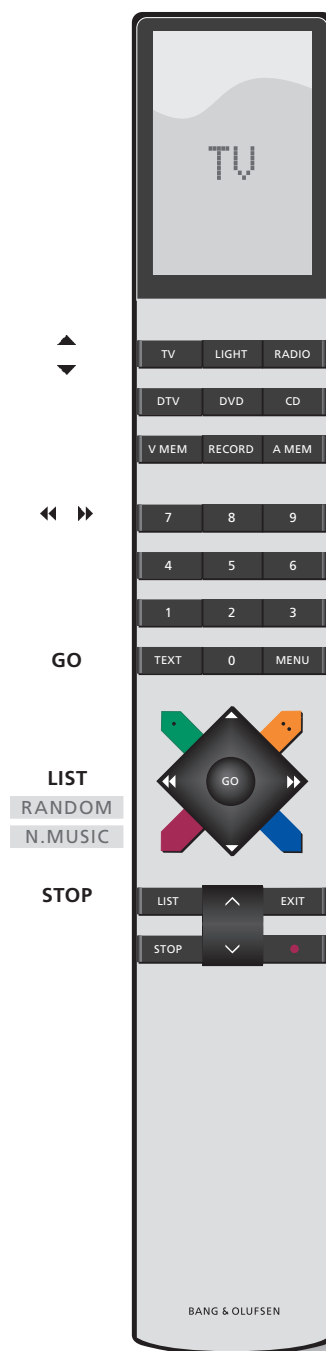 TV
TV LIGHT RADIO
DTV DVD CD
V MEM RECORD A MEM
7 8 9
4 5 6
1 2 3
GO
TEXT 0 MENU
GO
LIST
RANDOM
N.MUSIC
STOP
LIST EXIT
STOP
BANG & OLUFSEN